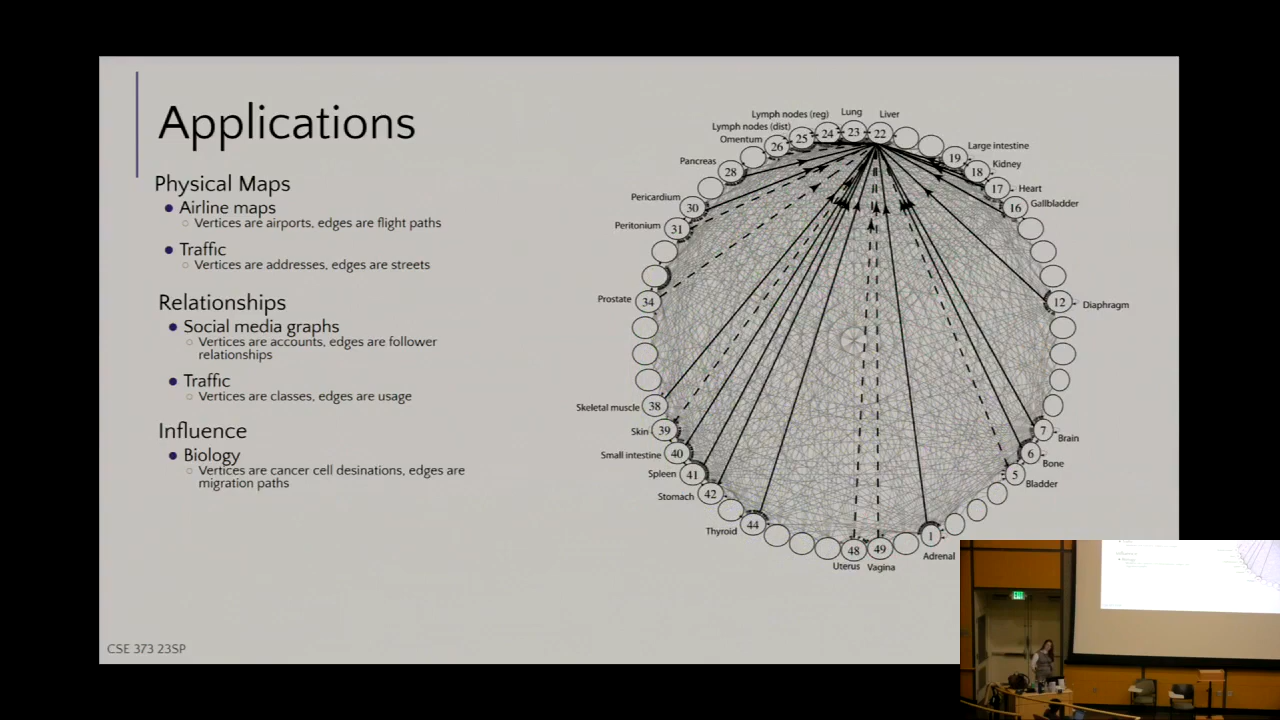 Applications
Physical Maps
Airline maps
Vertices are airports, edges are flight paths
Traffic
Vertices are addresses, edges are streets
Relationships
Social media graphs
Vertices are accounts, edges are follower
relationships
Traffic
Vertices are classes, edges are usage
Influence
Biology
Vertices are cancer cell desinations, edges are
migration paths
Lymph nodes (reg)
Lung
Liver
Lymph nodes (dist)
Omentum
Pancreas
Pericardium
Peritonium
Prostate
Skeletal muscle
Skin
Small intestine
Spleen
Stomach
Thyroid
Uterus
Vagina
Adrenal
Bladder
Bone
Brain
Diaphragm
Gallbladder
Heart
Kidney
Large intestine
22
23
24
25
26
28
30
31
34
38
39
40
41
42
44
48
49
1
5
6
7
12
16
17
18
19
CSE 373 23SP